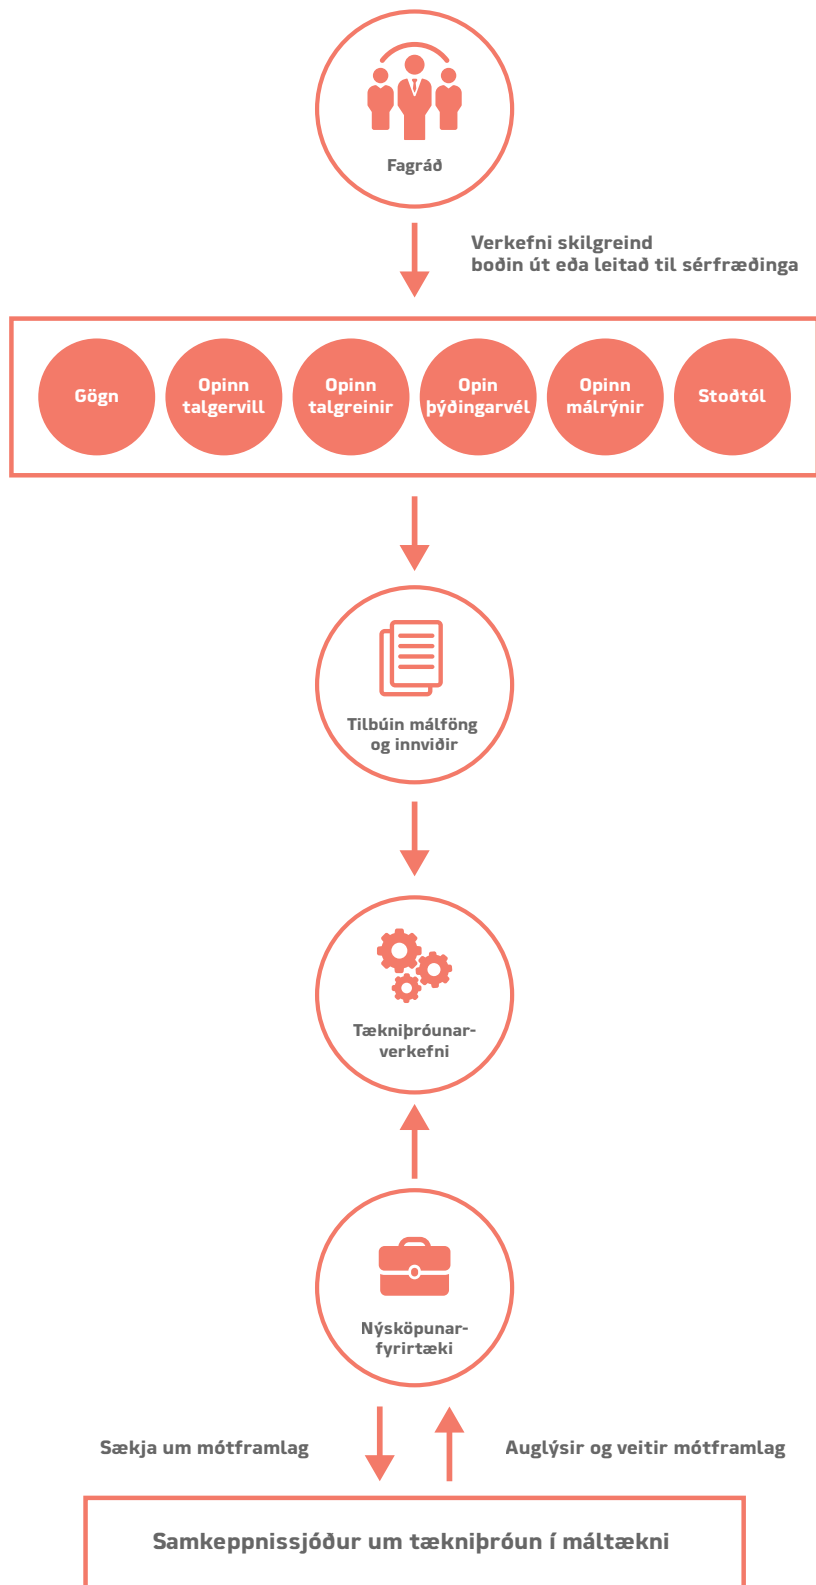 Fagráð
Verkefni skilgreind
boðin út eða leitað til sérfræðinga
Gögn
Opinn
talgervill
Opinn
talgreinir
Opin
þýðingarvél
Opinn
málrýnir
Stoðtól
Tilbúin málföng
og innviðir
Tækniþróunar-
verkefni
Nýsköpunar-
fyrirtæki
Sækja um mótframlag
Auglýsir og veitir mótframlag
Samkeppnissjóður um tækniþróun í máltækni